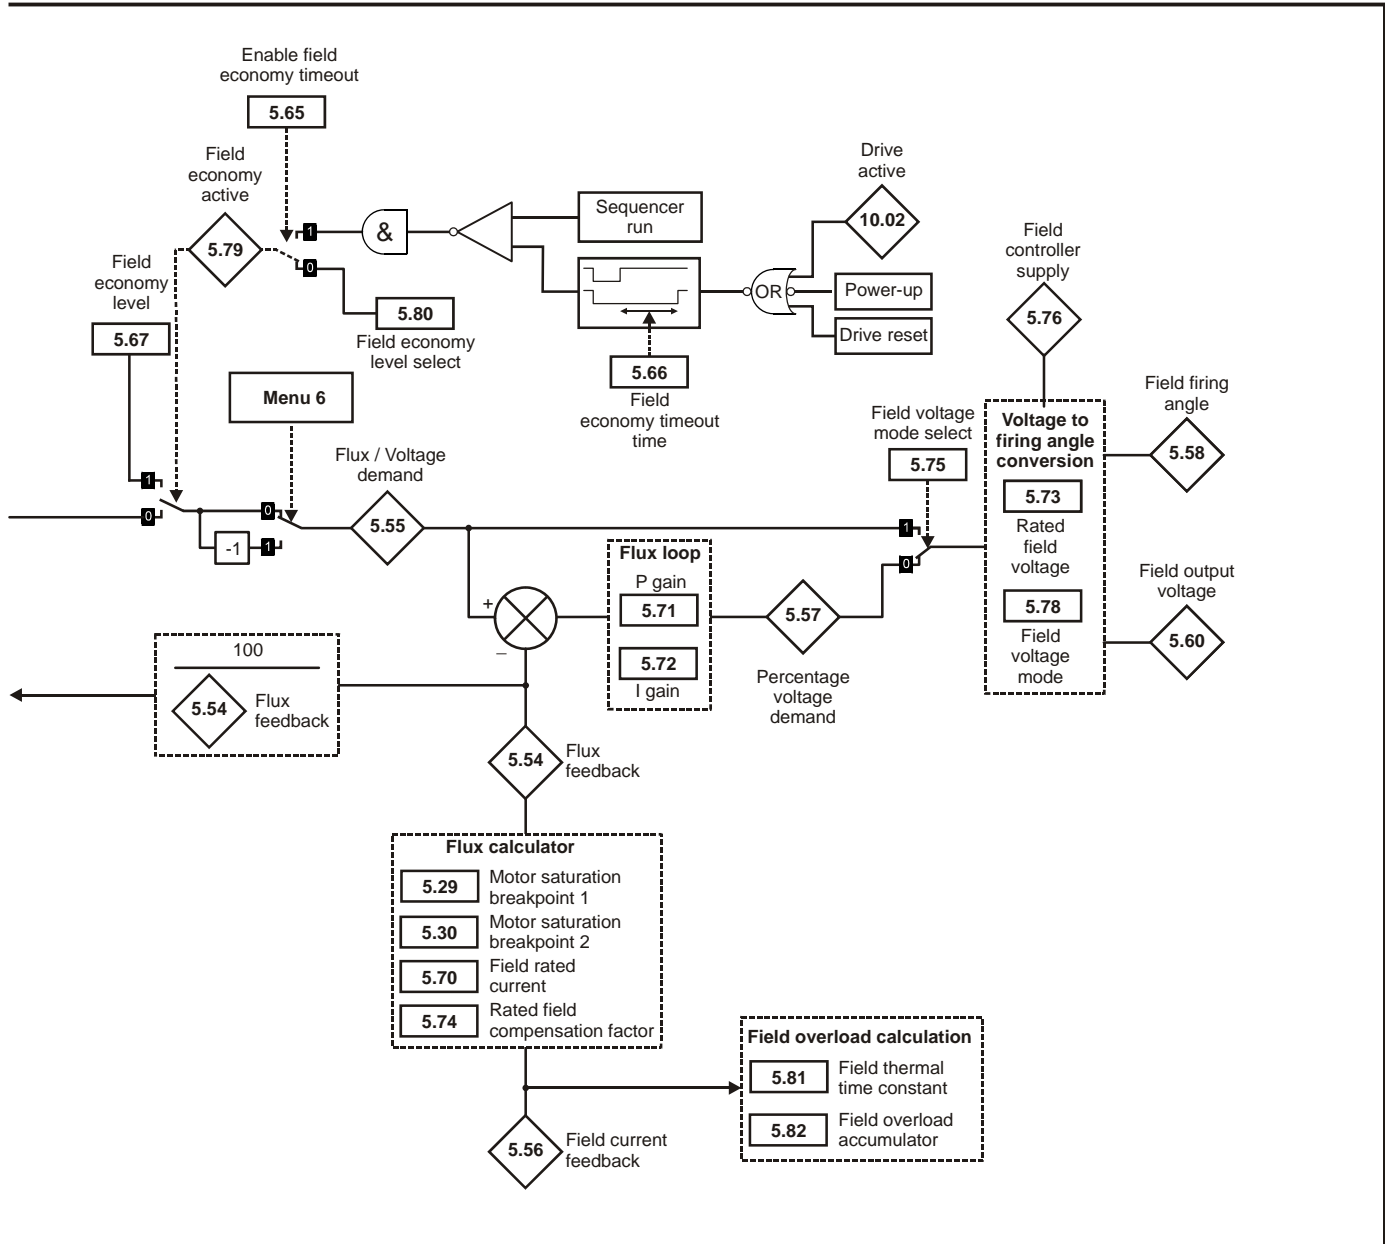 Enable field
economy timeout
5.65
Field
economy
active
5.79
1
0
&
Sequencer
run
Drive
active
10.02
OR
Power-up
Drive reset
5.80
Field economy
level select
5.66
Field
economy timeout
time
Field
economy
level
5.67
Menu 6
1
0
0
1
-1
Flux / Voltage
demand
5.55
Field
controller
supply
5.76
Field voltage
mode select
5.75
1
0
Voltage to
firing angle
conversion
5.73
Rated
field
voltage
5.78
Field
voltage
mode
Field firing
angle
5.58
Field output
voltage
5.60
+
−
Flux loop
P gain
5.71
5.72
I gain
5.57
Percentage
voltage
demand
100
5.54
Flux
feedback
5.54
Flux
feedback
Flux calculator
5.29
Motor saturation
breakpoint 1
5.30
Motor saturation
breakpoint 2
5.70
Field rated
current
5.74
Rated field
compensation factor
Field overload calculation
5.81
Field thermal
time constant
5.82
Field overload
accumulator
5.56
Field current
feedback